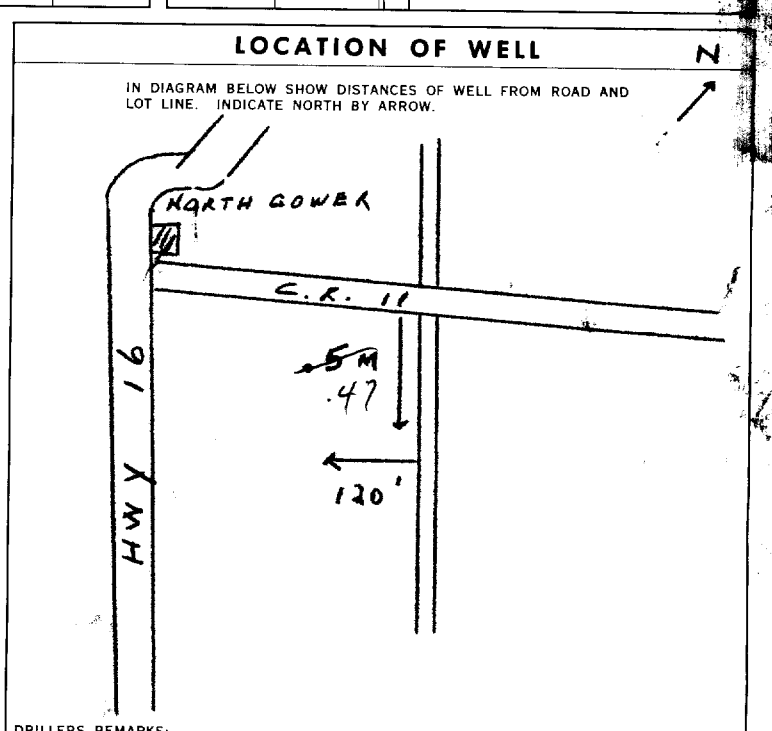 LOCATION OF WELL
N
IN DIAGRAM BELOW SHOW DISTANCES OF WELL FROM ROAD AND
LOT LINE. INDICATE NORTH BY ARROW.
NORTH GOWER
C.R. 11
.5 M
.47
120'
HWY 16
DRILLERS REMARKS: